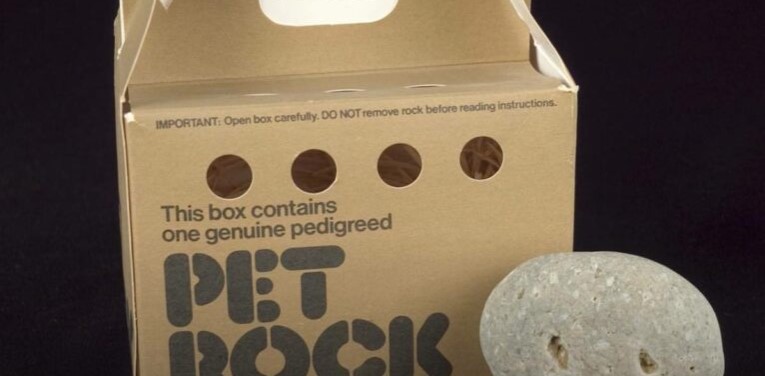 IMPORTANT: Open box carefully. DO NOT remove rock before reading instructions.
This box contains
one genuine pedigreed
PET
ROCK